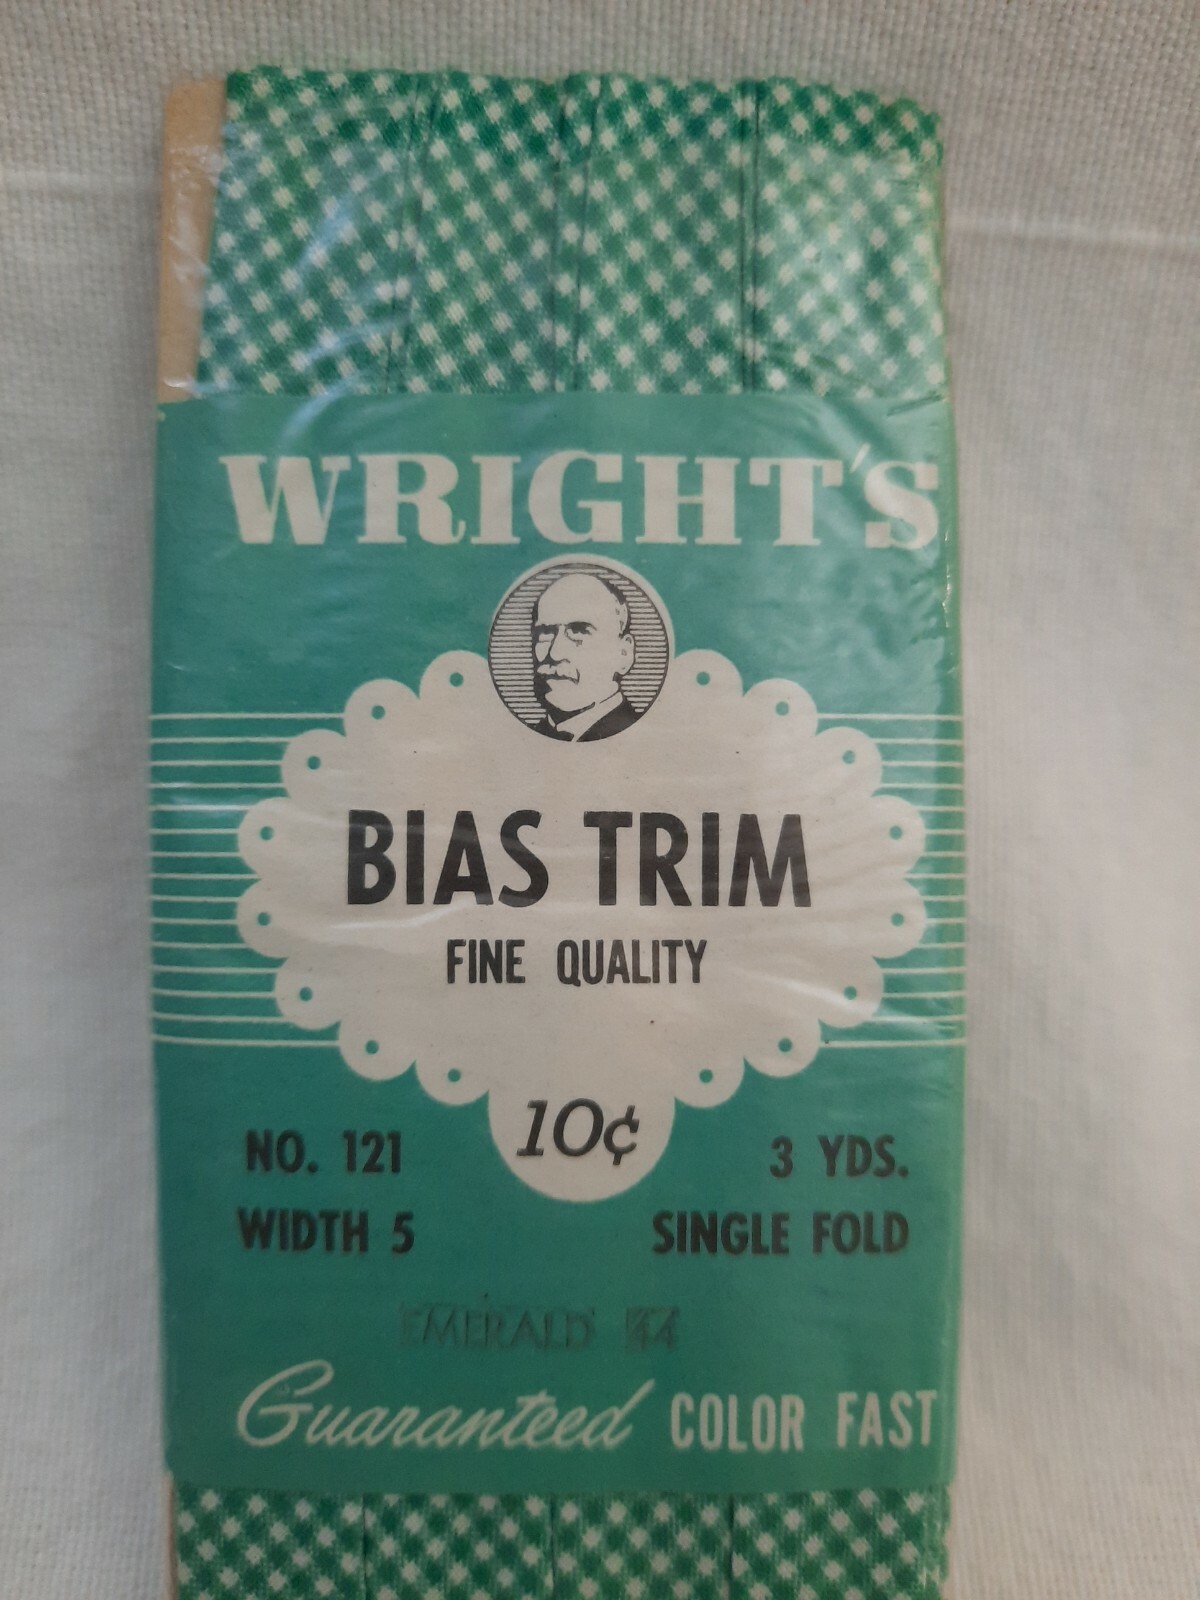 WRIGHT'S
BIAS TRIM
FINE QUALITY
10¢
NO. 121
3 YDS.
WIDTH 5
SINGLE FOLD
EMERALD 44
Guaranteed COLOR FAST